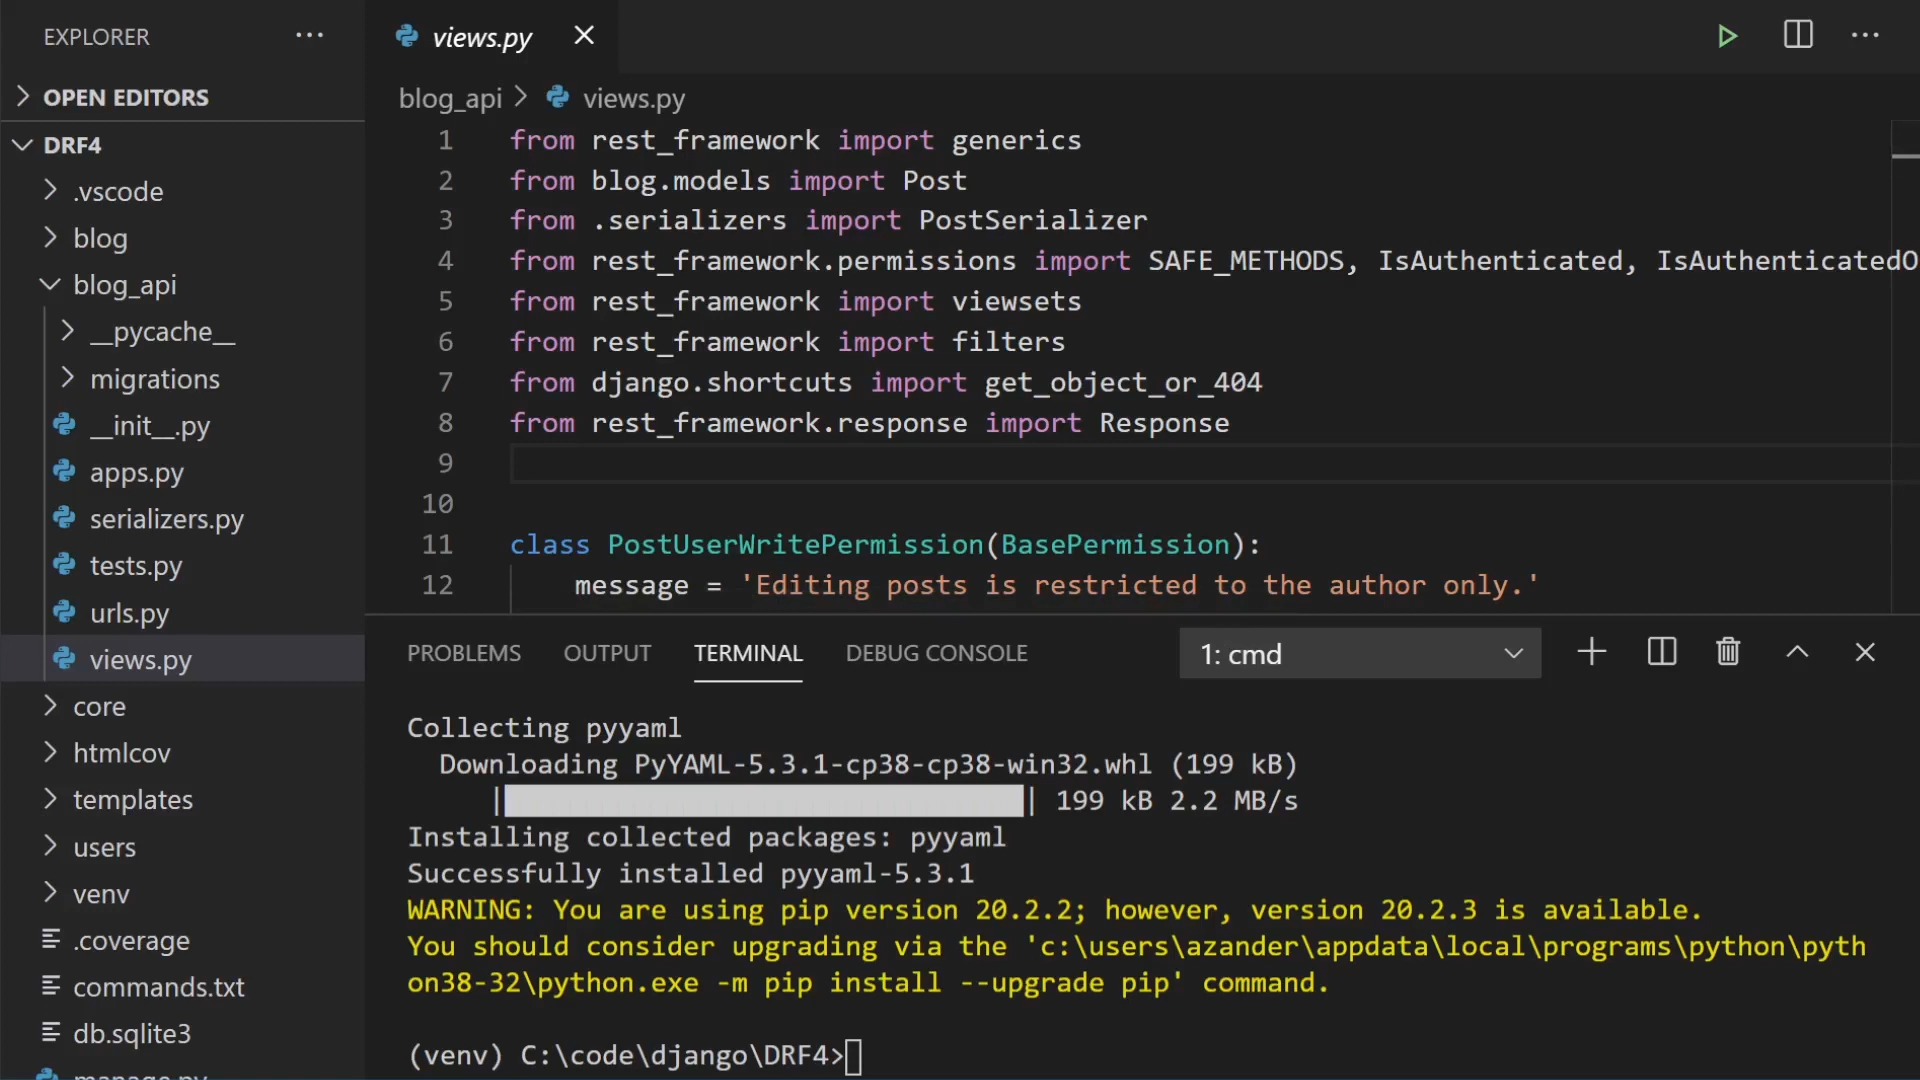 EXPLORER
OPEN EDITORS
DRF4
.vscode
blog
blog_api
__pycache__
migrations
__init__.py
apps.py
serializers.py
tests.py
urls.py
views.py
core
htmlcov
templates
users
venv
.coverage
commands.txt
db.sqlite3
manage.py
views.py
blog_api > views.py
1 from rest_framework import generics
2 from blog.models import Post
3 from .serializers import PostSerializer
4 from rest_framework.permissions import SAFE_METHODS, IsAuthenticated, IsAuthenticatedO
5 from rest_framework import viewsets
6 from rest_framework import filters
7 from django.shortcuts import get_object_or_404
8 from rest_framework.response import Response
9
10
11 class PostUserWritePermission(BasePermission):
12 message = 'Editing posts is restricted to the author only.'
PROBLEMS OUTPUT TERMINAL DEBUG CONSOLE 1: cmd
Collecting pyyaml
Downloading PyYAML-5.3.1-cp38-cp38-win32.whl (199 kB)
|████████████████████████████████| 199 kB 2.2 MB/s
Installing collected packages: pyyaml
Successfully installed pyyaml-5.3.1
WARNING: You are using pip version 20.2.2; however, version 20.2.3 is available.
You should consider upgrading via the 'c:\users\azander\appdata\local\programs\python\pyth
on38-32\python.exe -m pip install --upgrade pip' command.
(venv) C:\code\django\DRF4>